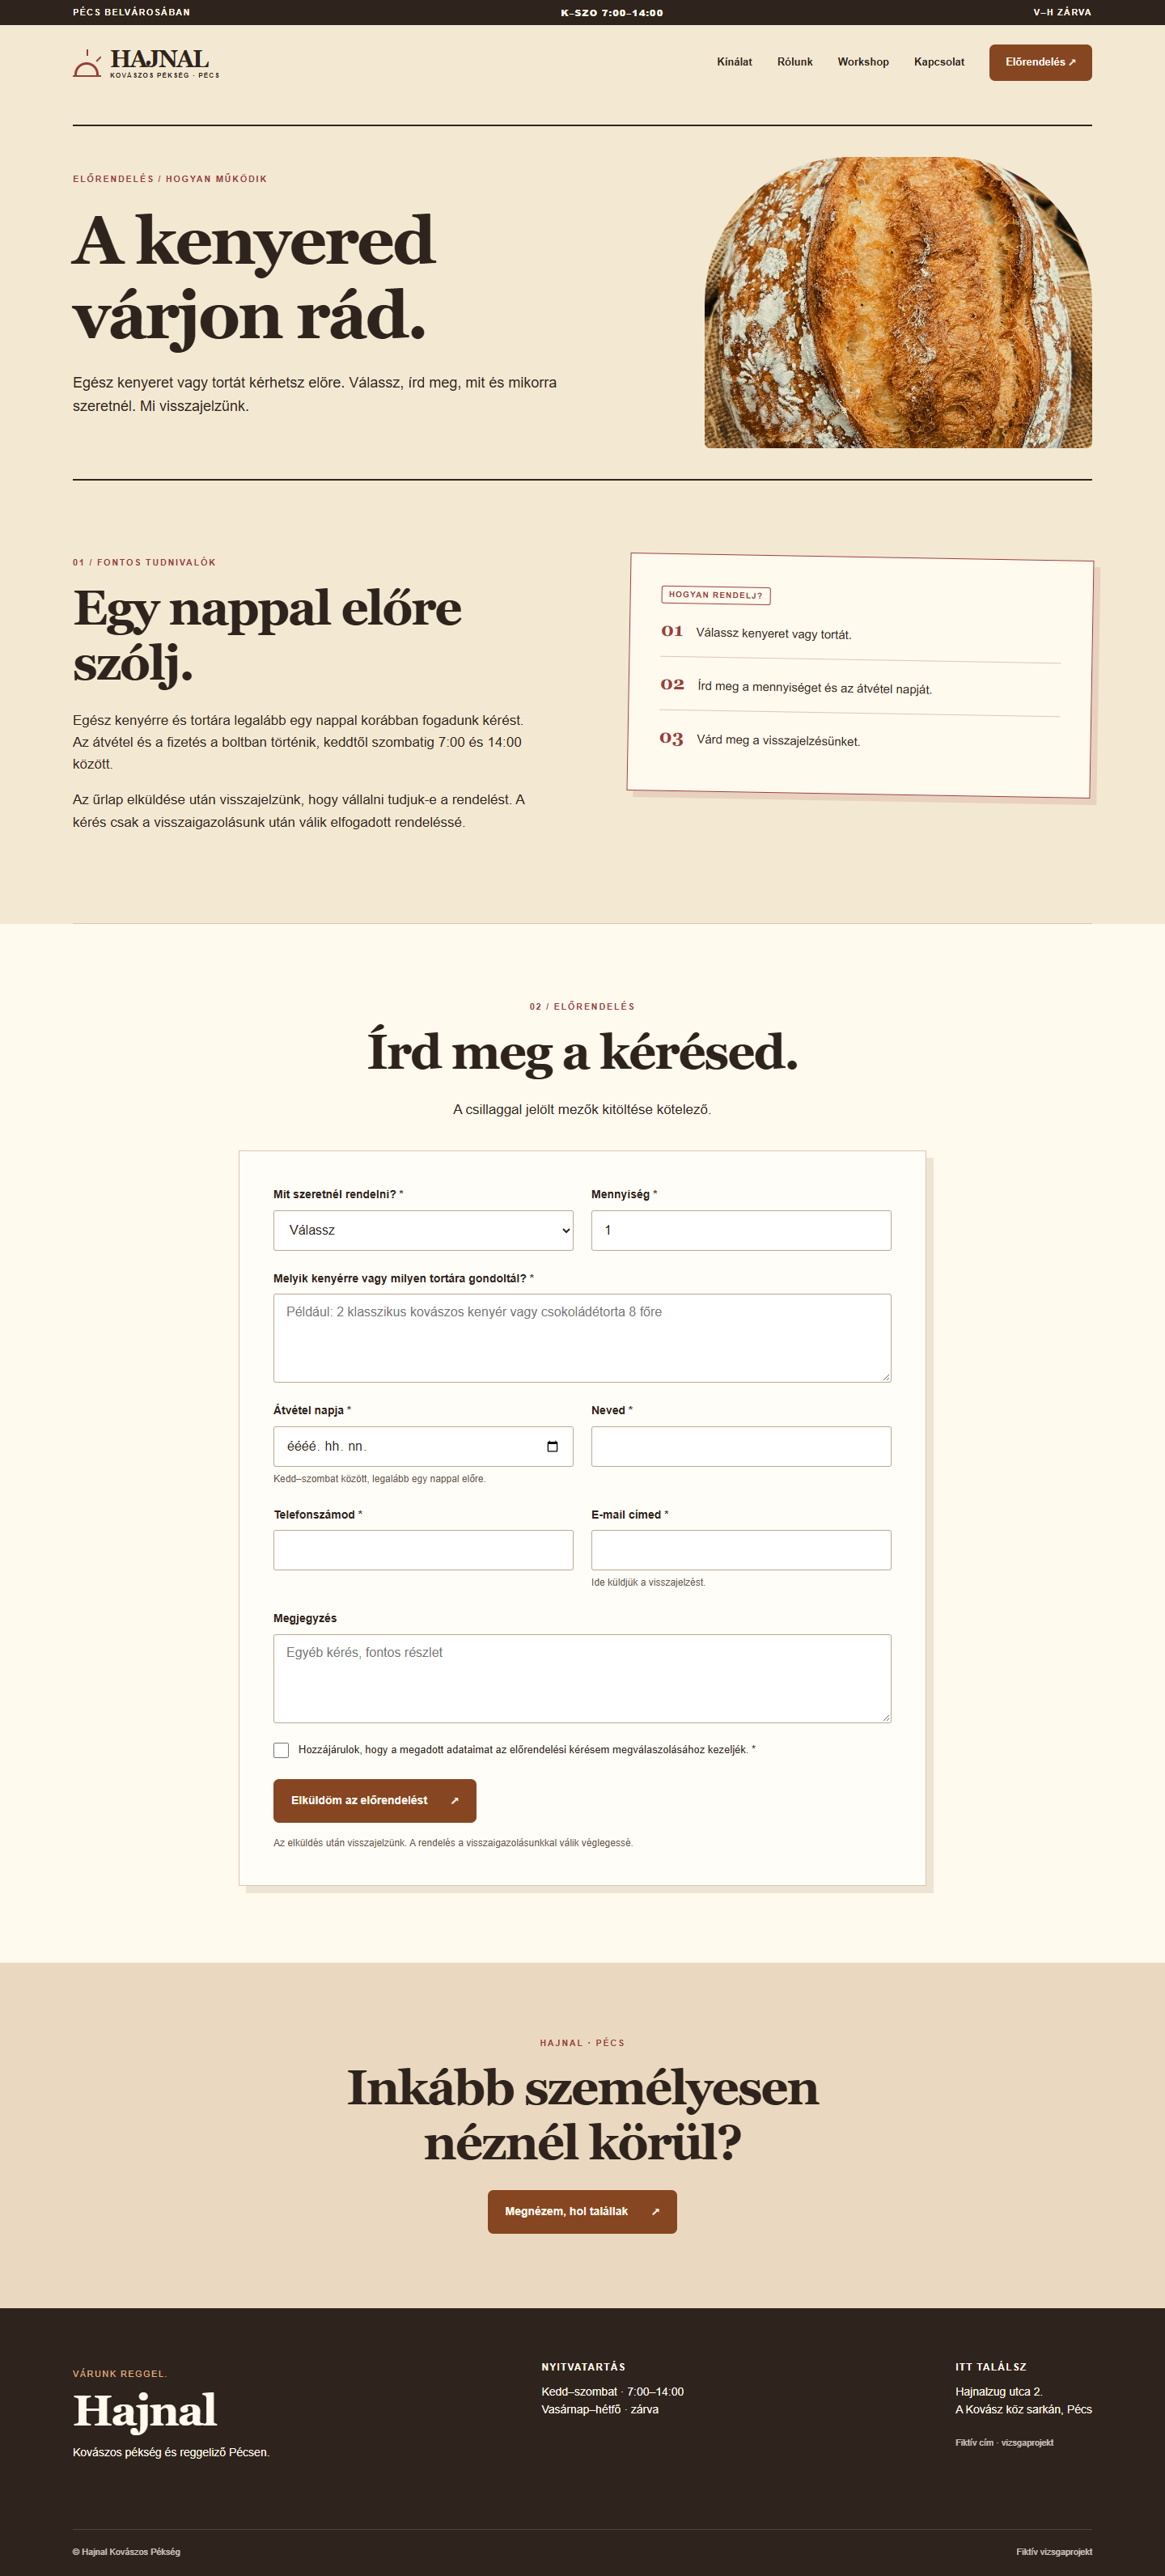 PÉCS BELVÁROSÁBAN
K–SZO 7:00–14:00
V–H ZÁRVA
HAJNAL
KOVÁSZOS PÉKSÉG · PÉCS
Kínálat
Rólunk
Workshop
Kapcsolat
Előrendelés ↗
ELŐRENDELÉS / HOGYAN MŰKÖDIK
A kenyered
várjon rád.
Egész kenyeret vagy tortát kérhetsz előre. Válassz, írd meg, mit és mikorra
szeretnél. Mi visszajelzünk.
01 / FONTOS TUDNIVALÓK
Egy nappal előre
szólj.
Egész kenyérre és tortára legalább egy nappal korábban fogadunk kérést.
Az átvétel és a fizetés a boltban történik, keddtől szombatig 7:00 és 14:00
között.
Az űrlap elküldése után visszajelzünk, hogy vállalni tudjuk-e a rendelést. A
kérés csak a visszaigazolásunk után válik elfogadott rendeléssé.
HOGYAN RENDELJ?
01 Válassz kenyeret vagy tortát.
02 Írd meg a mennyiséget és az átvétel napját.
03 Várd meg a visszajelzésünket.
02 / ELŐRENDELÉS
Írd meg a kérésed.
A csillaggal jelölt mezők kitöltése kötelező.
Mit szeretnél rendelni? *
Mennyiség *
Válassz
1
Melyik kenyérre vagy milyen tortára gondoltál? *
Például: 2 klasszikus kovászos kenyér vagy csokoládétorta 8 főre
Átvétel napja *
Neved *
éééé. hh. nn.
Kedd–szombat között, legalább egy nappal előre.
Telefonszámod *
E-mail címed *
Ide küldjük a visszajelzést.
Megjegyzés
Egyéb kérés, fontos részlet
Hozzájárulok, hogy a megadott adataimat az előrendelési kérésem megválaszolásához kezeljék. *
Elküldöm az előrendelést ↗
Az elküldés után visszajelzünk. A rendelés a visszaigazolásunkkal válik véglegessé.
HAJNAL · PÉCS
Inkább személyesen
néznél körül?
Megnézem, hol talállak ↗
VÁRUNK REGGEL.
Hajnal
Kovászos pékség és reggeliző Pécsen.
NYITVATARTÁS
Kedd–szombat · 7:00–14:00
Vasárnap–hétfő · zárva
ITT TALÁLSZ
Hajnalzug utca 2.
A Kovász köz sarkán, Pécs
Fiktív cím · vizsgaprojekt
© Hajnal Kovászos Pékség
Fiktív vizsgaprojekt